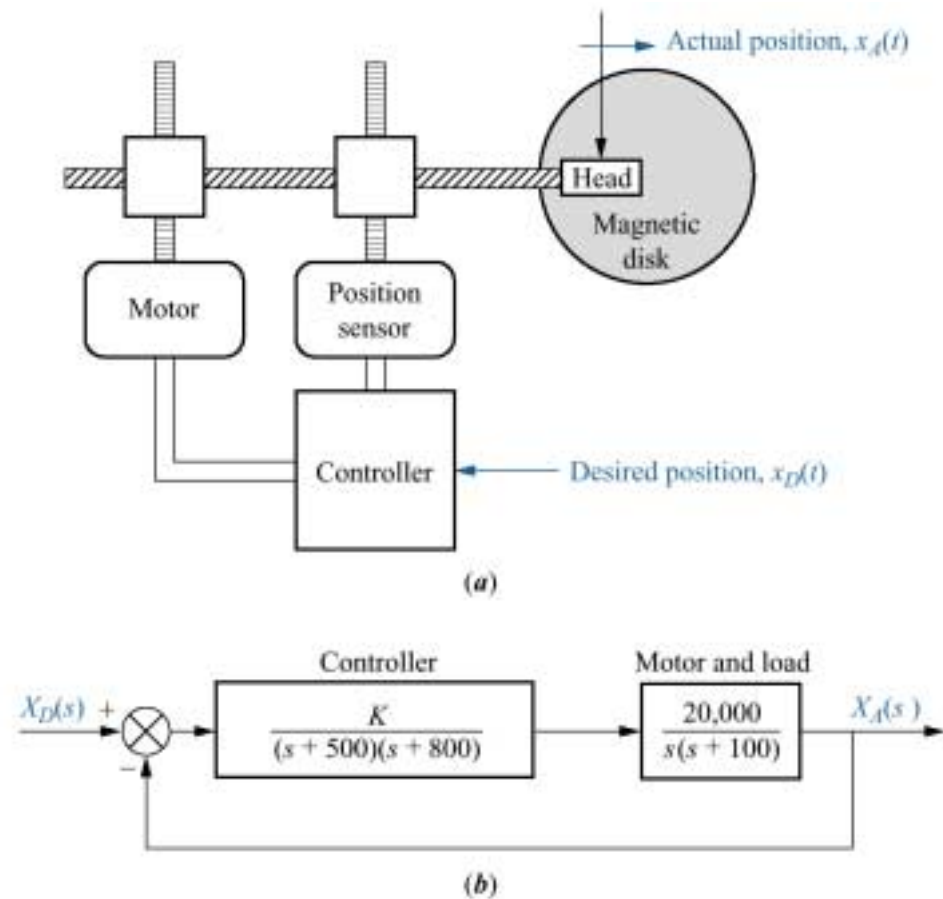 Actual position, x_A(t)
Head
Magnetic
disk
Motor
Position
sensor
Controller
Desired position, x_D(t)
(a)
Controller
Motor and load
X_D(s) +
K
(s + 500)(s + 800)
20,000
s(s + 100)
X_A(s)
−
(b)